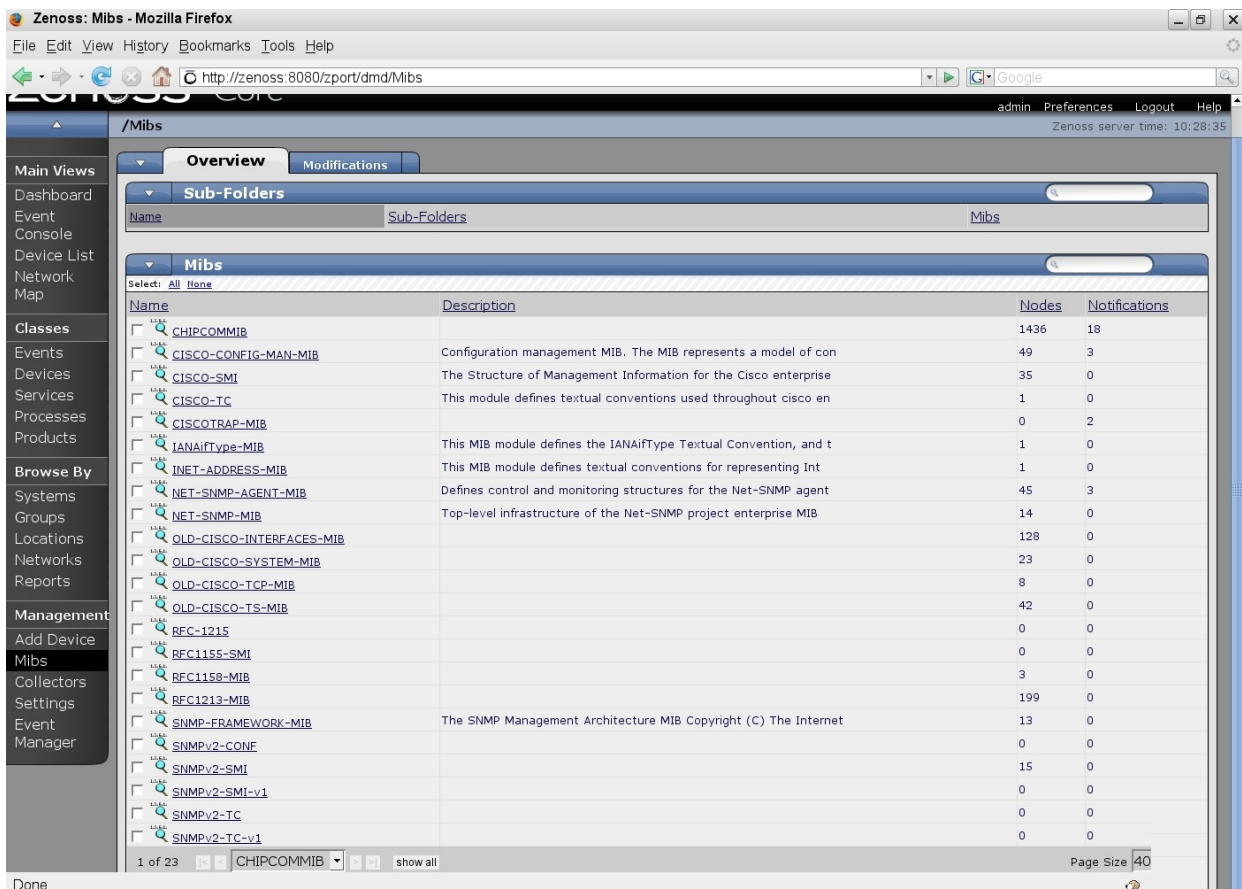 Zenoss: Mibs - Mozilla Firefox
File Edit View History Bookmarks Tools Help
http://zenoss:8080/zport/dmd/Mibs
G Google
zenoss Core
admin Preferences Logout Help
/Mibs
Zenoss server time: 10:28:35
Main Views
Dashboard
Event Console
Device List
Network Map
Classes
Events
Devices
Services
Processes
Products
Browse By
Systems
Groups
Locations
Networks
Reports
Management
Add Device
Mibs
Collectors
Settings
Event Manager
Overview
Modifications
Sub-Folders
Name Sub-Folders Mibs
Mibs
Select: All None
Name Description Nodes Notifications
CHIPCOMMIB 1436 18
CISCO-CONFIG-MAN-MIB Configuration management MIB. The MIB represents a model of con 49 3
CISCO-SMI The Structure of Management Information for the Cisco enterprise 35 0
CISCO-TC This module defines textual conventions used throughout cisco en 1 0
CISCOTRAP-MIB 0 2
IANAifType-MIB This MIB module defines the IANAifType Textual Convention, and t 1 0
INET-ADDRESS-MIB This MIB module defines textual conventions for representing Int 1 0
NET-SNMP-AGENT-MIB Defines control and monitoring structures for the Net-SNMP agent 45 3
NET-SNMP-MIB Top-level infrastructure of the Net-SNMP project enterprise MIB 14 0
OLD-CISCO-INTERFACES-MIB 128 0
OLD-CISCO-SYSTEM-MIB 23 0
OLD-CISCO-TCP-MIB 8 0
OLD-CISCO-TS-MIB 42 0
RFC-1215 0 0
RFC1155-SMI 0 0
RFC1158-MIB 3 0
RFC1213-MIB 199 0
SNMP-FRAMEWORK-MIB The SNMP Management Architecture MIB Copyright (C) The Internet 13 0
SNMPv2-CONF 0 0
SNMPv2-SMI 15 0
SNMPv2-SMI-v1 0 0
SNMPv2-TC 0 0
SNMPv2-TC-v1 0 0
1 of 23 |< < CHIPCOMMIB > >| show all Page Size 40
Done